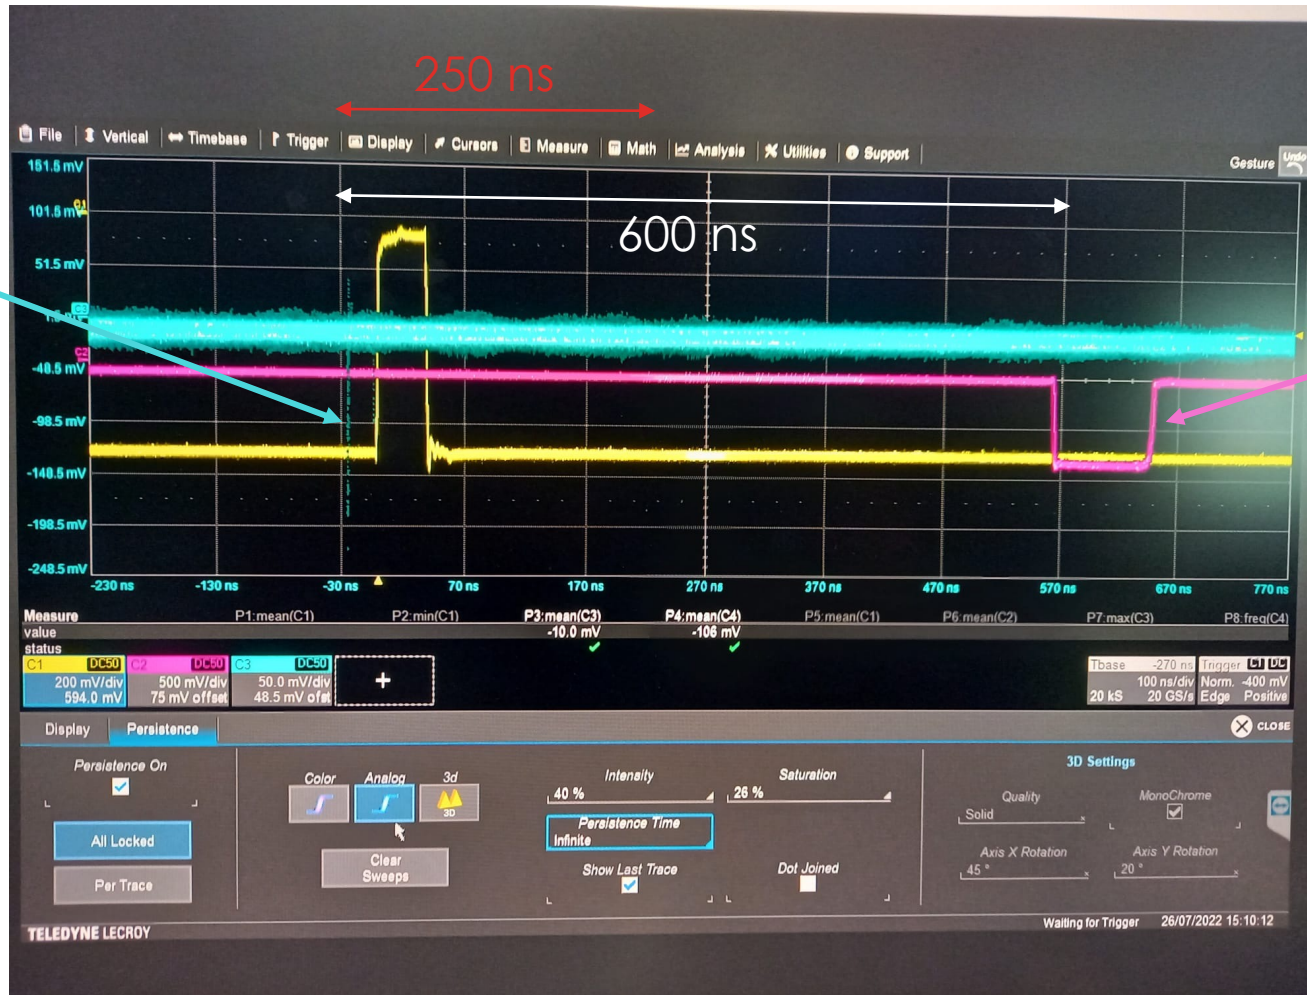 250 ns
File Vertical Timebase Trigger Display Cursors Measure Math Analysis Utilities Support
Gesture Undo
151.5 mV
101.5 mV
C1
600 ns
51.5 mV
C3
C2
-48.5 mV
-98.5 mV
-148.5 mV
-198.5 mV
-248.5 mV
-230 ns -130 ns -30 ns 70 ns 170 ns 270 ns 370 ns 470 ns 570 ns 670 ns 770 ns
Measure P1:mean(C1) P2:min(C1) P3:mean(C3) P4:mean(C4) P5:mean(C1) P6:mean(C2) P7:max(C3) P8:freq(C4)
value -10.0 mV -106 mV
status
C1 DC50 C2 DC50 C3 DC50
200 mV/div 500 mV/div 50.0 mV/div
594.0 mV 75 mV offset 48.5 mV ofst
+
Tbase -270 ns Trigger C1 DC
100 ns/div Norm. -400 mV
20 kS 20 GS/s Edge Positive
Display Persistence CLOSE
Persistence On
All Locked
Per Trace
Color Analog 3d
3D
Clear
Sweeps
Intensity Saturation
40 % 26 %
Persistence Time
Infinite
Show Last Trace Dot Joined
3D Settings
Quality MonoChrome
Solid
Axis X Rotation Axis Y Rotation
45 ° 20 °
TELEDYNE LECROY
Waiting for Trigger 26/07/2022 15:10:12